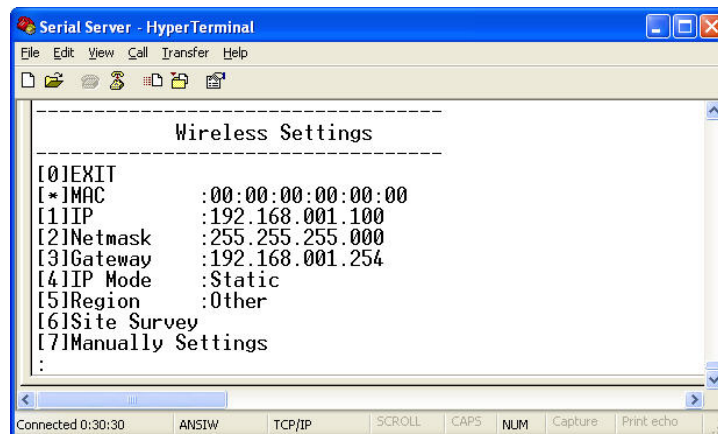 Serial Server - HyperTerminal
File Edit View Call Transfer Help
----------------------------------
Wireless Settings
----------------------------------
[0]EXIT
[*]MAC :00:00:00:00:00:00
[1]IP :192.168.001.100
[2]Netmask :255.255.255.000
[3]Gateway :192.168.001.254
[4]IP Mode :Static
[5]Region :Other
[6]Site Survey
[7]Manually Settings
:
Connected 0:30:30 ANSIW TCP/IP SCROLL CAPS NUM Capture Print echo